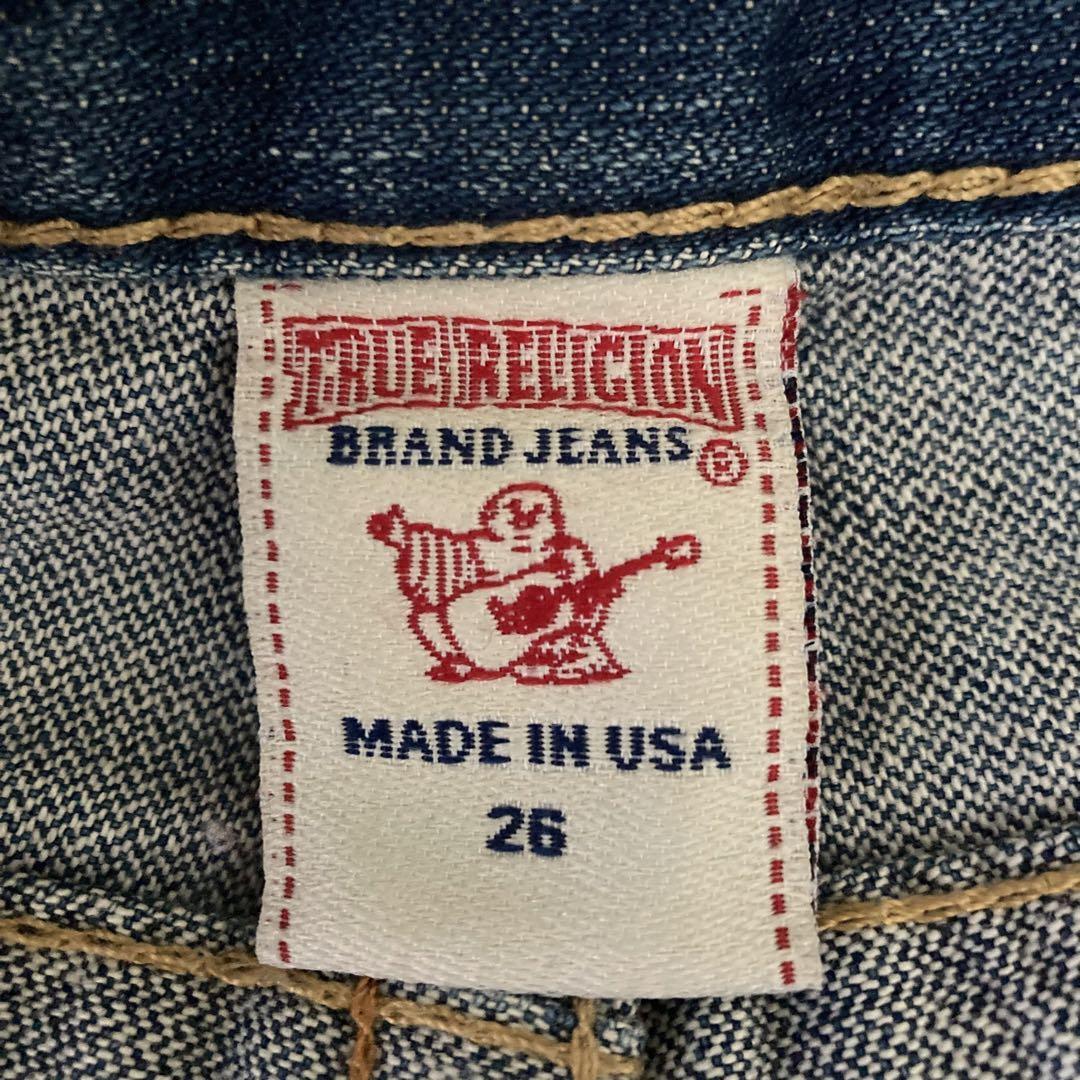 TRUE RELIGION
BRAND JEANS ®
MADE IN USA
26